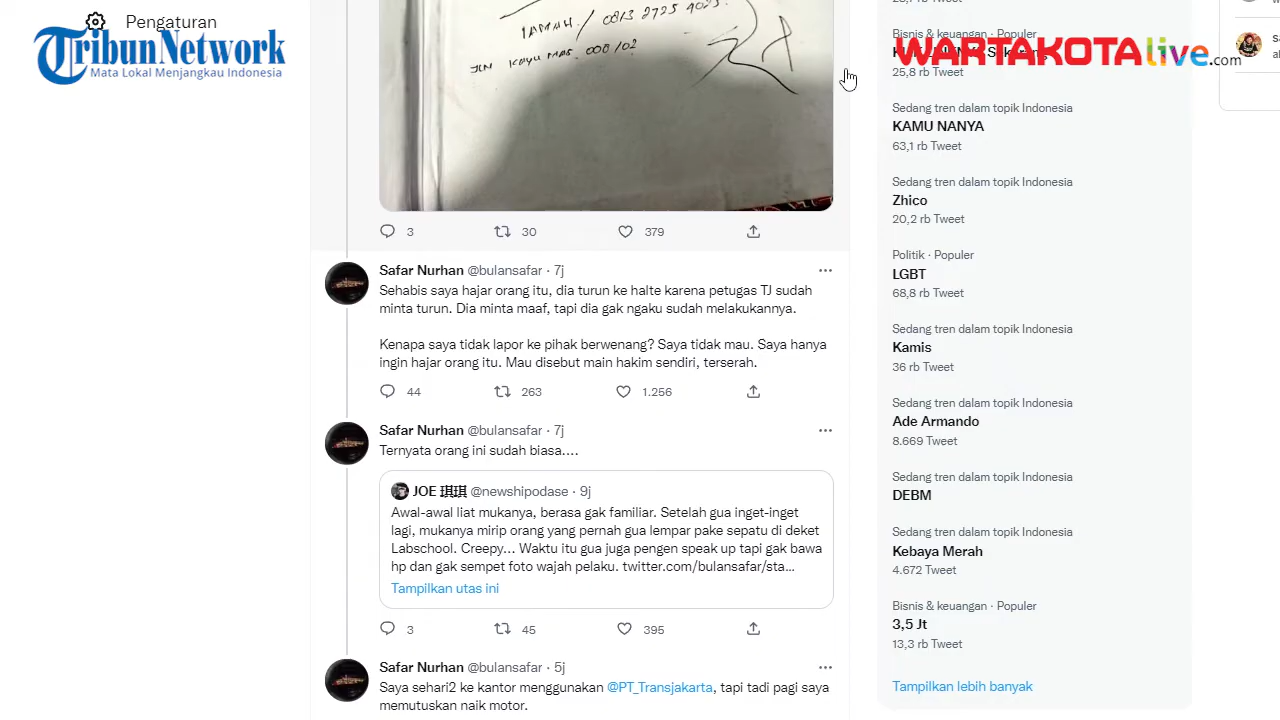 Pengaturan
TribunNetwork
Mata Lokal Menjangkau Indonesia
JLN KAYU MAS 008/02
3 30 379
Safar Nurhan @bulansafar · 7j
Sehabis saya hajar orang itu, dia turun ke halte karena petugas TJ sudah
minta turun. Dia minta maaf, tapi dia gak ngaku sudah melakukannya.
Kenapa saya tidak lapor ke pihak berwenang? Saya tidak mau. Saya hanya
ingin hajar orang itu. Mau disebut main hakim sendiri, terserah.
44 263 1.256
Safar Nurhan @bulansafar · 7j
Ternyata orang ini sudah biasa....
JOE 琪琪 @newshipodase · 9j
Awal-awal liat mukanya, berasa gak familiar. Setelah gua inget-inget
lagi, mukanya mirip orang yang pernah gua lempar pake sepatu di deket
Labschool. Creepy... Waktu itu gua juga pengen speak up tapi gak bawa
hp dan gak sempet foto wajah pelaku. twitter.com/bulansafar/sta...
Tampilkan utas ini
3 45 395
Safar Nurhan @bulansafar · 5j
Saya sehari2 ke kantor menggunakan @PT_Transjakarta, tapi tadi pagi saya
memutuskan naik motor.
Bisnis & keuangan · Populer
WARTAKOTAlive.com
25,8 rb Tweet
Sedang tren dalam topik Indonesia
KAMU NANYA
63,1 rb Tweet
Sedang tren dalam topik Indonesia
Zhico
20,2 rb Tweet
Politik · Populer
LGBT
68,8 rb Tweet
Sedang tren dalam topik Indonesia
Kamis
36 rb Tweet
Sedang tren dalam topik Indonesia
Ade Armando
8.669 Tweet
Sedang tren dalam topik Indonesia
DEBM
Sedang tren dalam topik Indonesia
Kebaya Merah
4.672 Tweet
Bisnis & keuangan · Populer
3,5 Jt
13,3 rb Tweet
Tampilkan lebih banyak